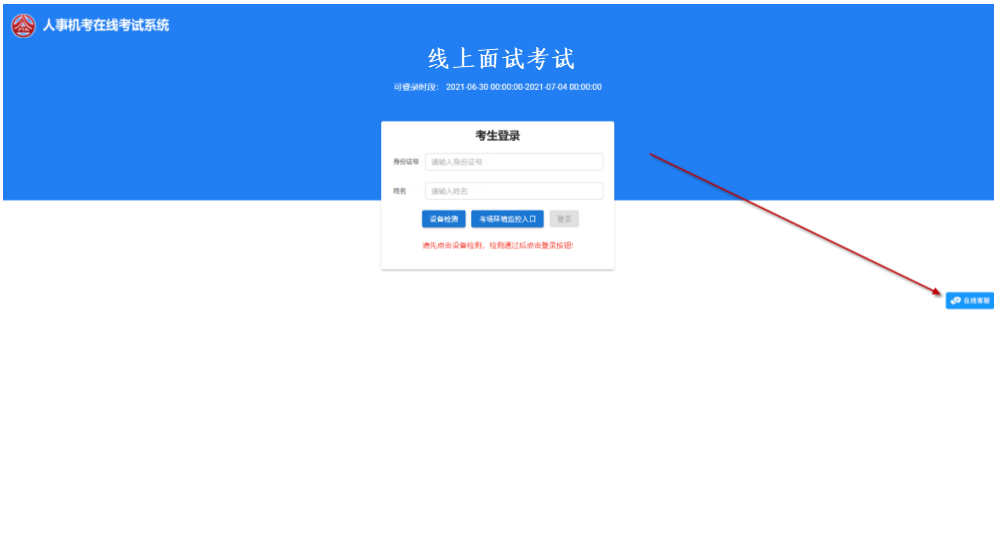 人事机考在线考试系统
线上面试考试
可登录时段： 2021-06-30 00:00:00-2021-07-04 00:00:00
考生登录
身份证号 请输入身份证号
姓名 请输入姓名
设备检测 考场环境监控入口 登录
请先点击设备检测，检测通过后点击登录按钮!
在线客服